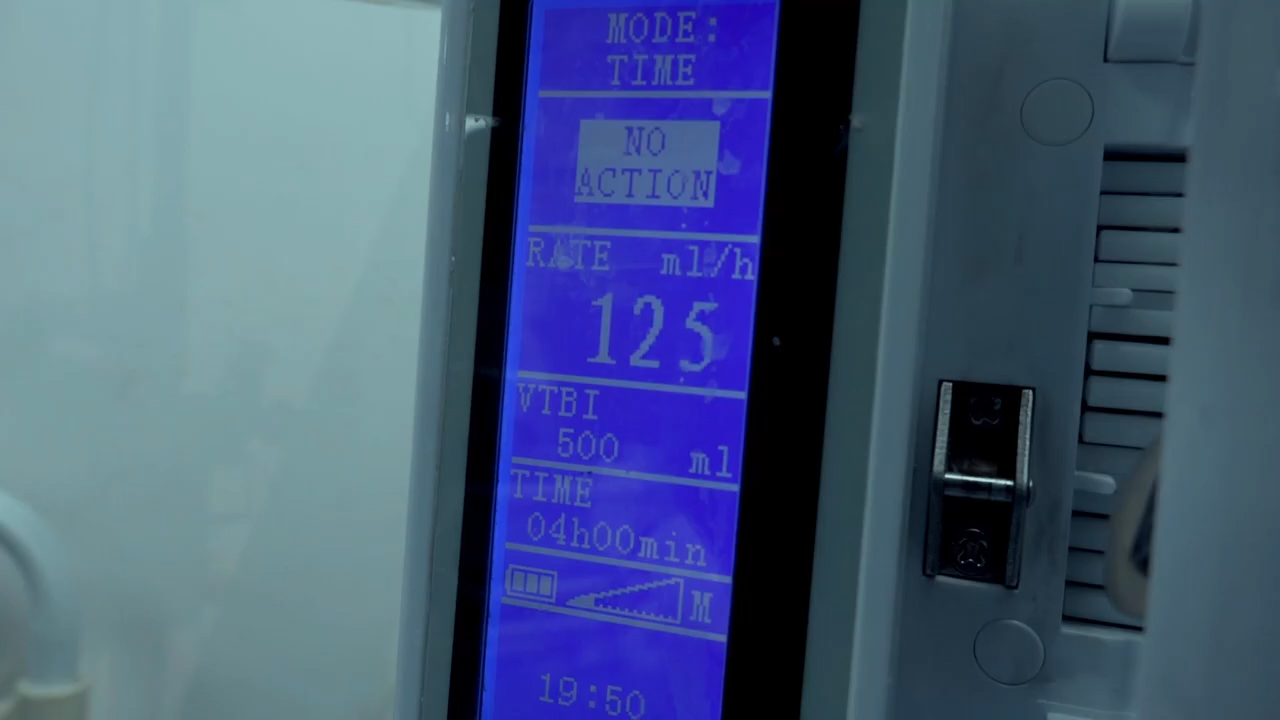 MODE:
TIME
NO
ACTION
RATE ml/h
125
VTBI
500 ml
TIME
04h00min
M
19:50